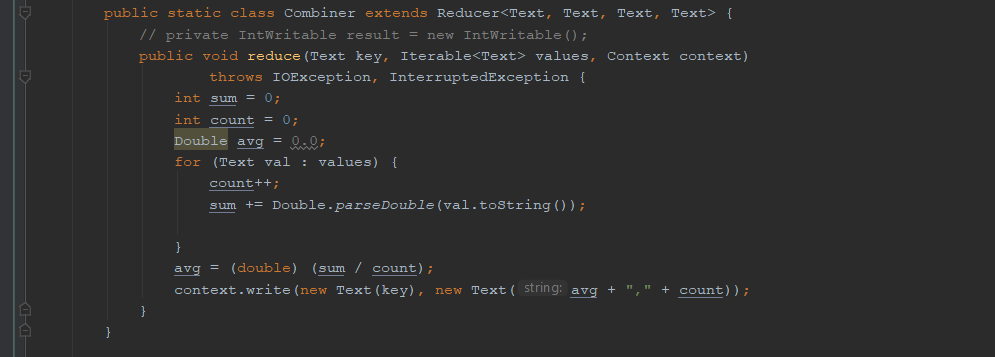 public static class Combiner extends Reducer<Text, Text, Text, Text> {
// private IntWritable result = new IntWritable();
public void reduce(Text key, Iterable<Text> values, Context context)
throws IOException, InterruptedException {
int sum = 0;
int count = 0;
Double avg = 0.0;
for (Text val : values) {
count++;
sum += Double.parseDouble(val.toString());
}
avg = (double) (sum / count);
context.write(new Text(key), new Text( string: avg + "," + count));
}
}